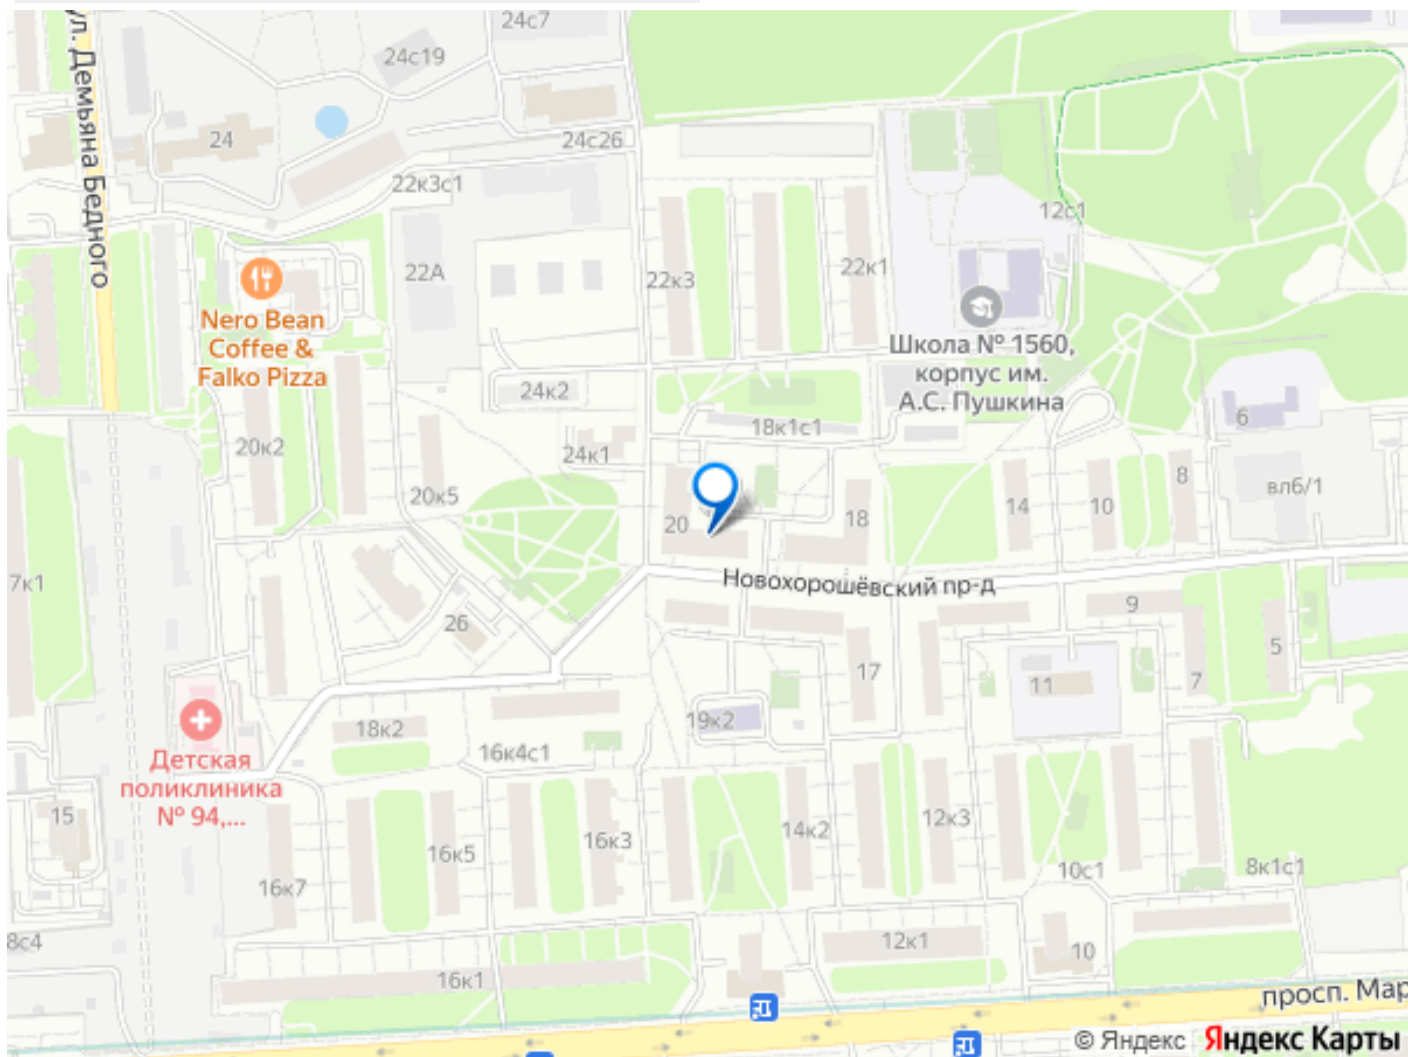 24с7
ул. Демьяна Бедного
24с19
24
24с26
22к3с1
12с1
22А
22к3
22к1
Nero Bean
Coffee &
Falko Pizza
Школа № 1560,
корпус им.
А.С. Пушкина
24к2
18к1с1
6
20к2
24к1
20к5
20
18
14
10
8
вл6/1
7к1
Новохорошёвский пр-д
26
9
17
5
11
7
18к2
19к2
16к4с1
Детская
поликлиника
№ 94,...
15
16к5
16к3
14к2
12к3
10с1
8к1с1
16к7
8с4
12к1
10
16к1
просп. Мар
© Яндекс Яндекс Карты